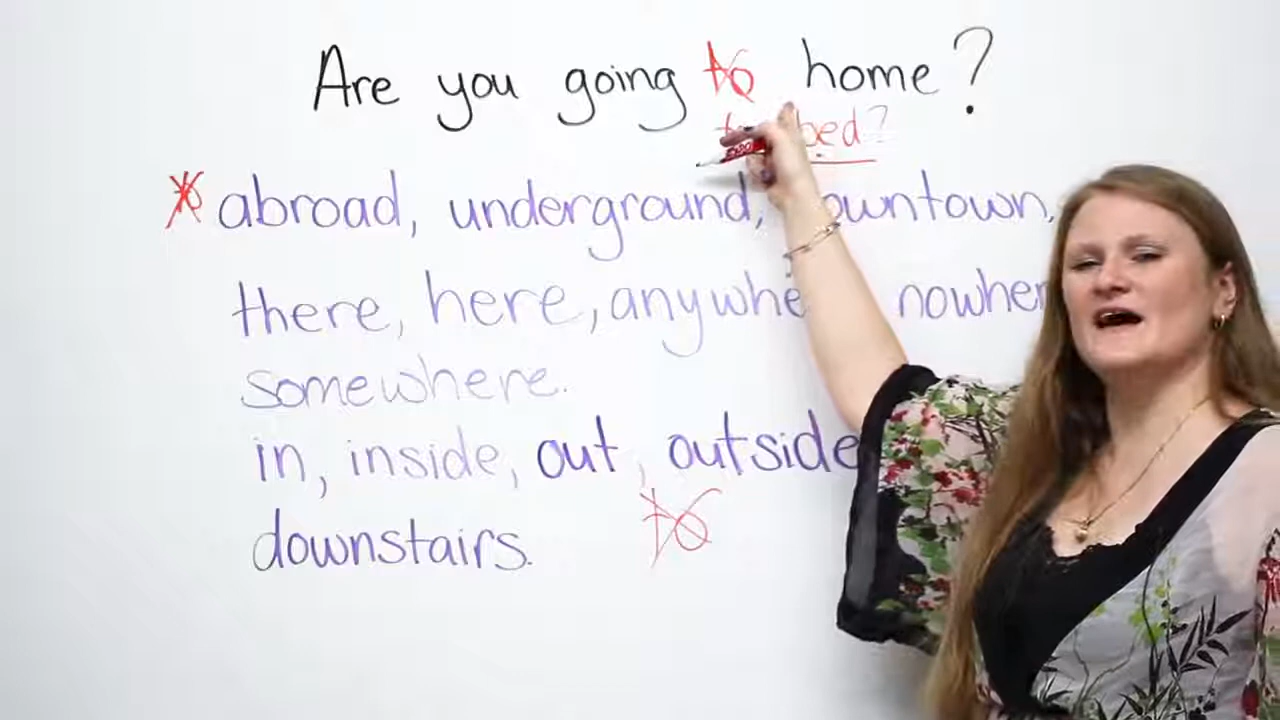 Are you going to home?
bed?
* abroad, underground, downtown,
there, here, anywhere nowhere
somewhere.
in, inside, out, outside
downstairs. to
EXPO